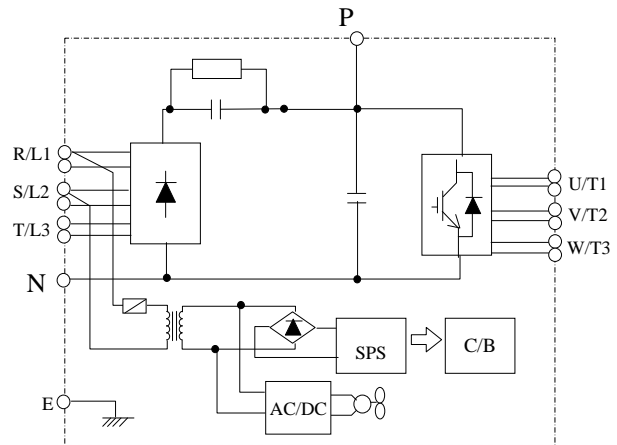 P
R/L1
S/L2
T/L3
U/T1
V/T2
W/T3
N
SPS
C/B
E
AC/DC